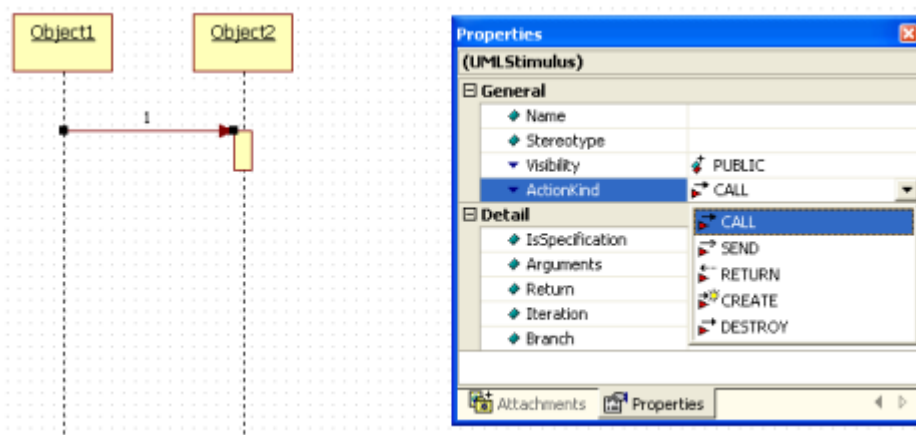 Object1
Object2
1
Properties
(UMLStimulus)
General
Name
Stereotype
Visibility PUBLIC
ActionKind CALL
Detail
CALL
IsSpecification
SEND
Arguments
RETURN
Return
CREATE
Iteration
DESTROY
Branch
Attachments Properties